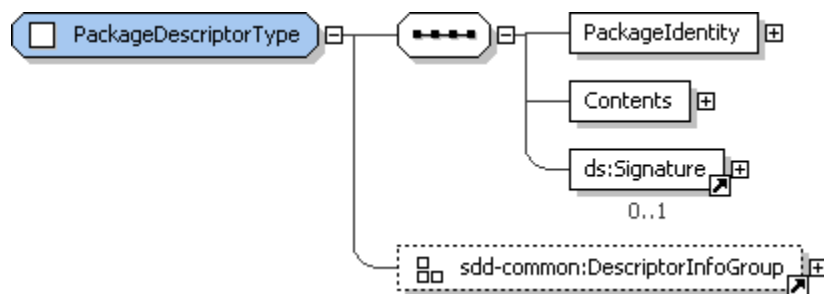 PackageDescriptorType
PackageIdentity
Contents
ds:Signature
0..1
sdd-common:DescriptorInfoGroup